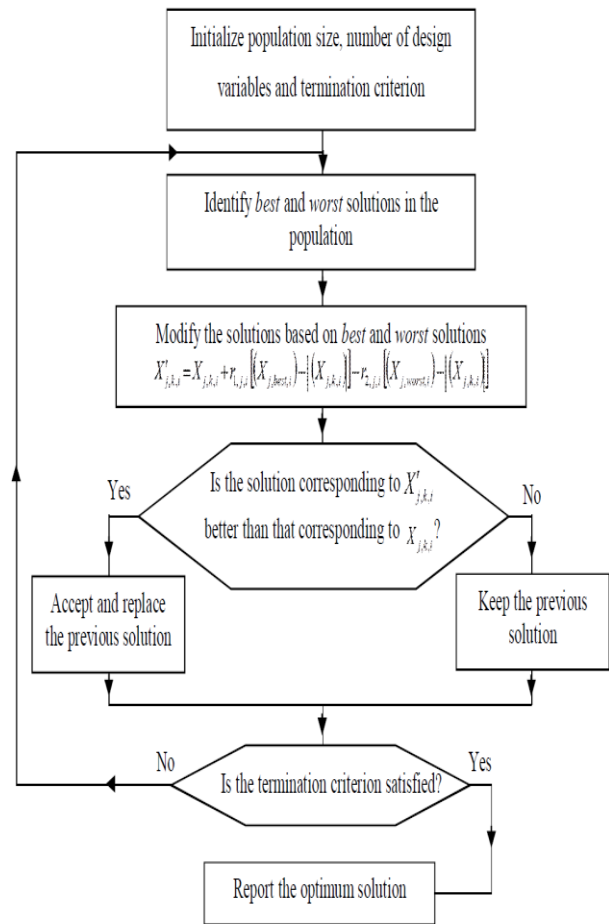 Initialize population size, number of design
variables and termination criterion
Identify best and worst solutions in the
population
Modify the solutions based on best and worst solutions
X′j,k,i = Xj,k,i + r1,j,i [(Xj,best,i) − |(Xj,k,i)|] − r2,j,i [(Xj,worst,i) − |(Xj,k,i)|]
Is the solution corresponding to X′j,k,i
better than that corresponding to Xj,k,i?
Yes
No
Accept and replace
the previous solution
Keep the previous
solution
Is the termination criterion satisfied?
No
Yes
Report the optimum solution